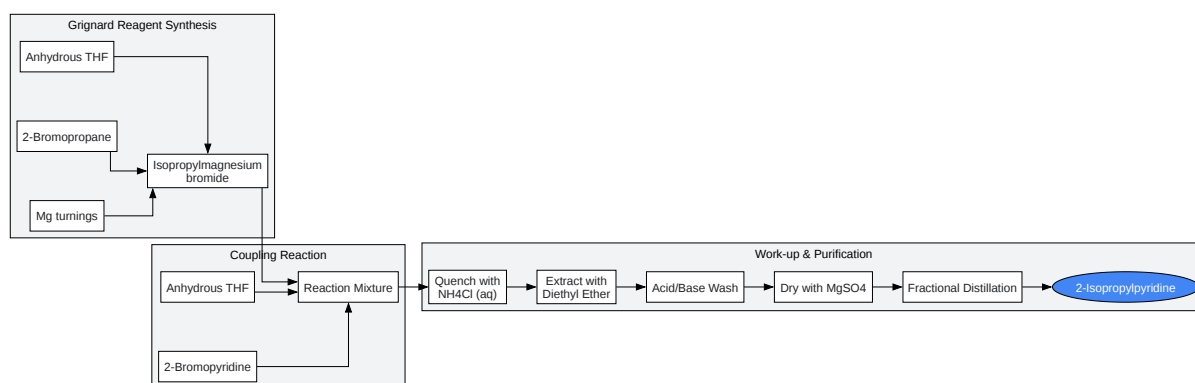 Grignard Reagent Synthesis
Anhydrous THF
2-Bromopropane
Isopropylmagnesium
bromide
Mg turnings
Coupling Reaction
Anhydrous THF
Reaction Mixture
2-Bromopyridine
Work-up & Purification
Quench with
NH4Cl (aq)
Extract with
Diethyl Ether
Acid/Base Wash
Dry with MgSO4
Fractional Distillation
2-Isopropylpyridine